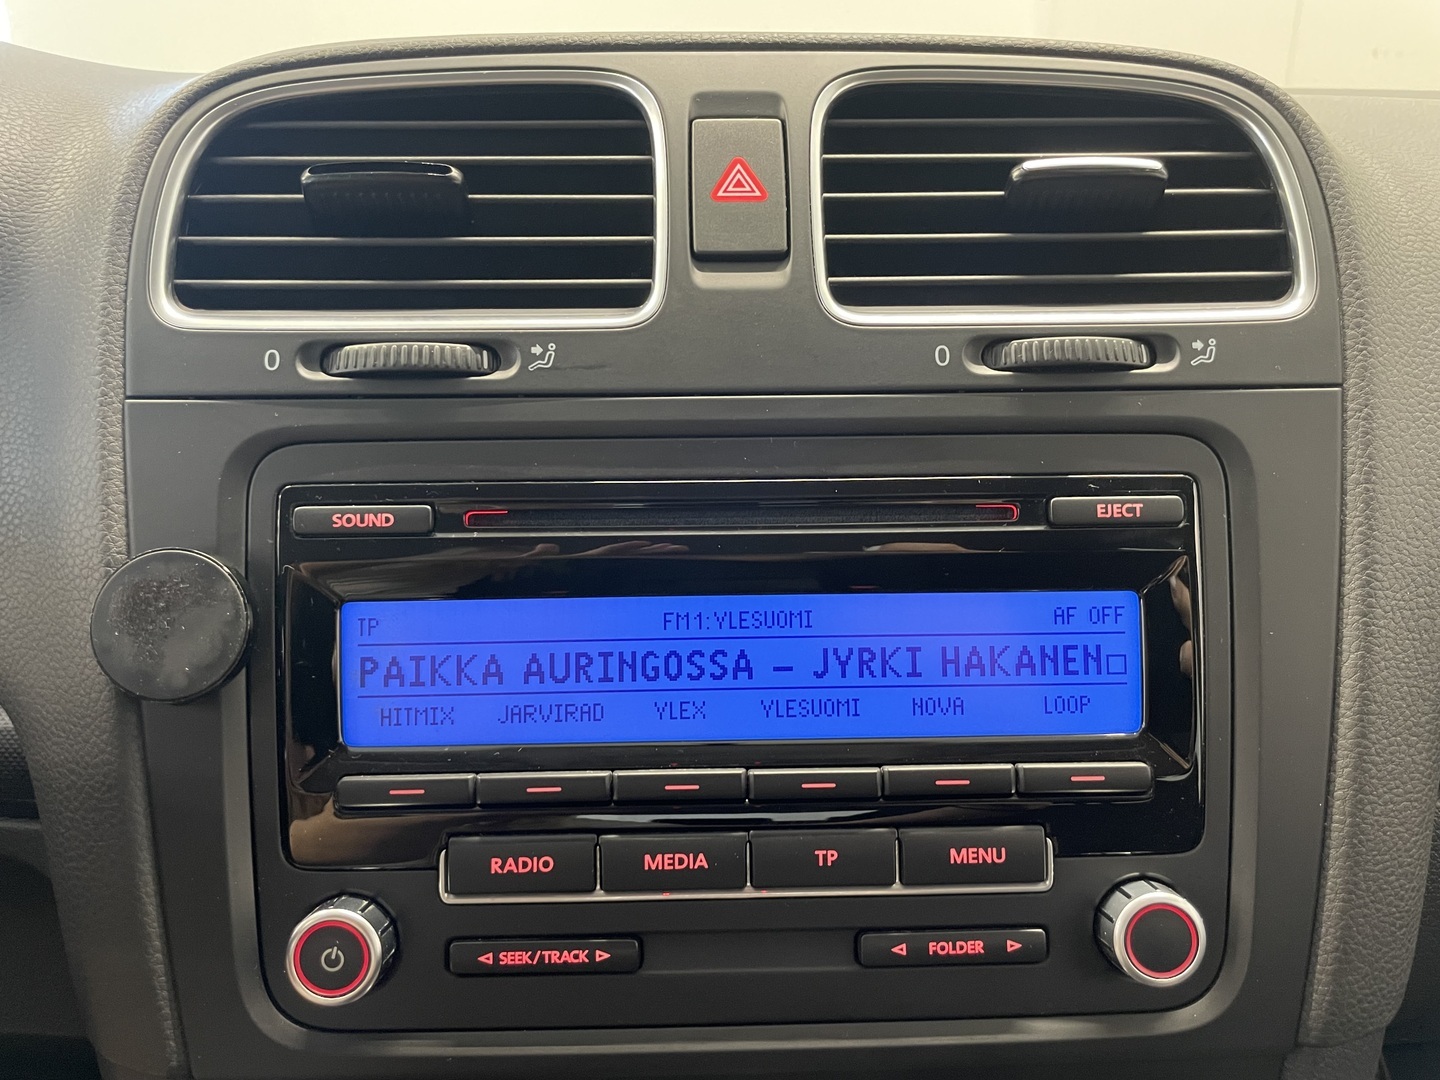 0
0
SOUND
EJECT
TP FM1:YLESUOMI AF OFF
PAIKKA AURINGOSSA – JYRKI HAKANEN□
HITMIX JARVIRAD YLEX YLESUOMI NOVA LOOP
RADIO MEDIA TP MENU
◁ SEEK/TRACK ▷
◁ FOLDER ▷